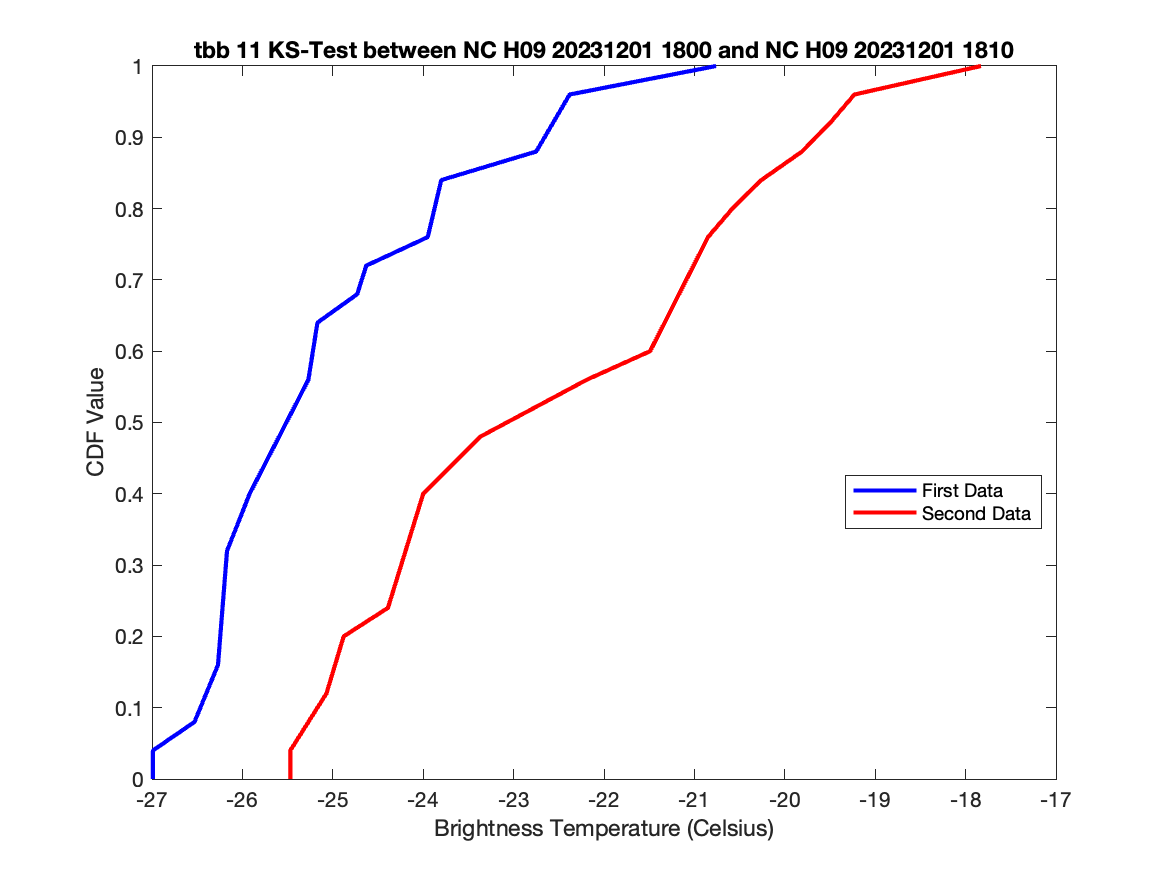 tbb 11 KS-Test between NC H09 20231201 1800 and NC H09 20231201 1810
1
0.9
0.8
0.7
0.6
0.5
0.4
0.3
0.2
0.1
0
CDF Value
First Data
Second Data
-27 -26 -25 -24 -23 -22 -21 -20 -19 -18 -17
Brightness Temperature (Celsius)